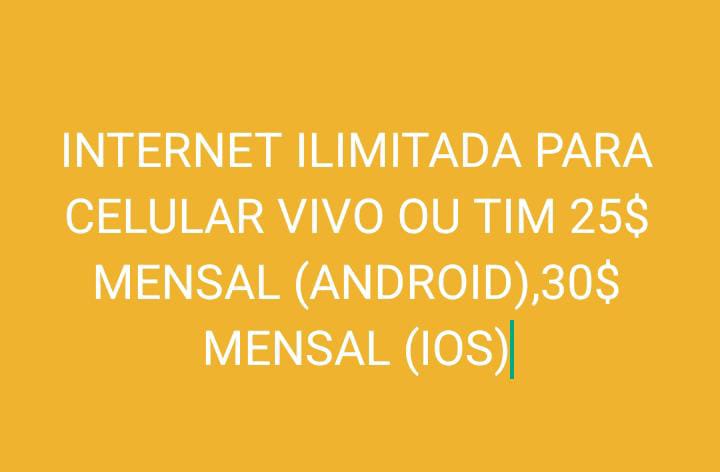 INTERNET ILIMITADA PARA
CELULAR VIVO OU TIM 25$
MENSAL (ANDROID),30$
MENSAL (IOS)